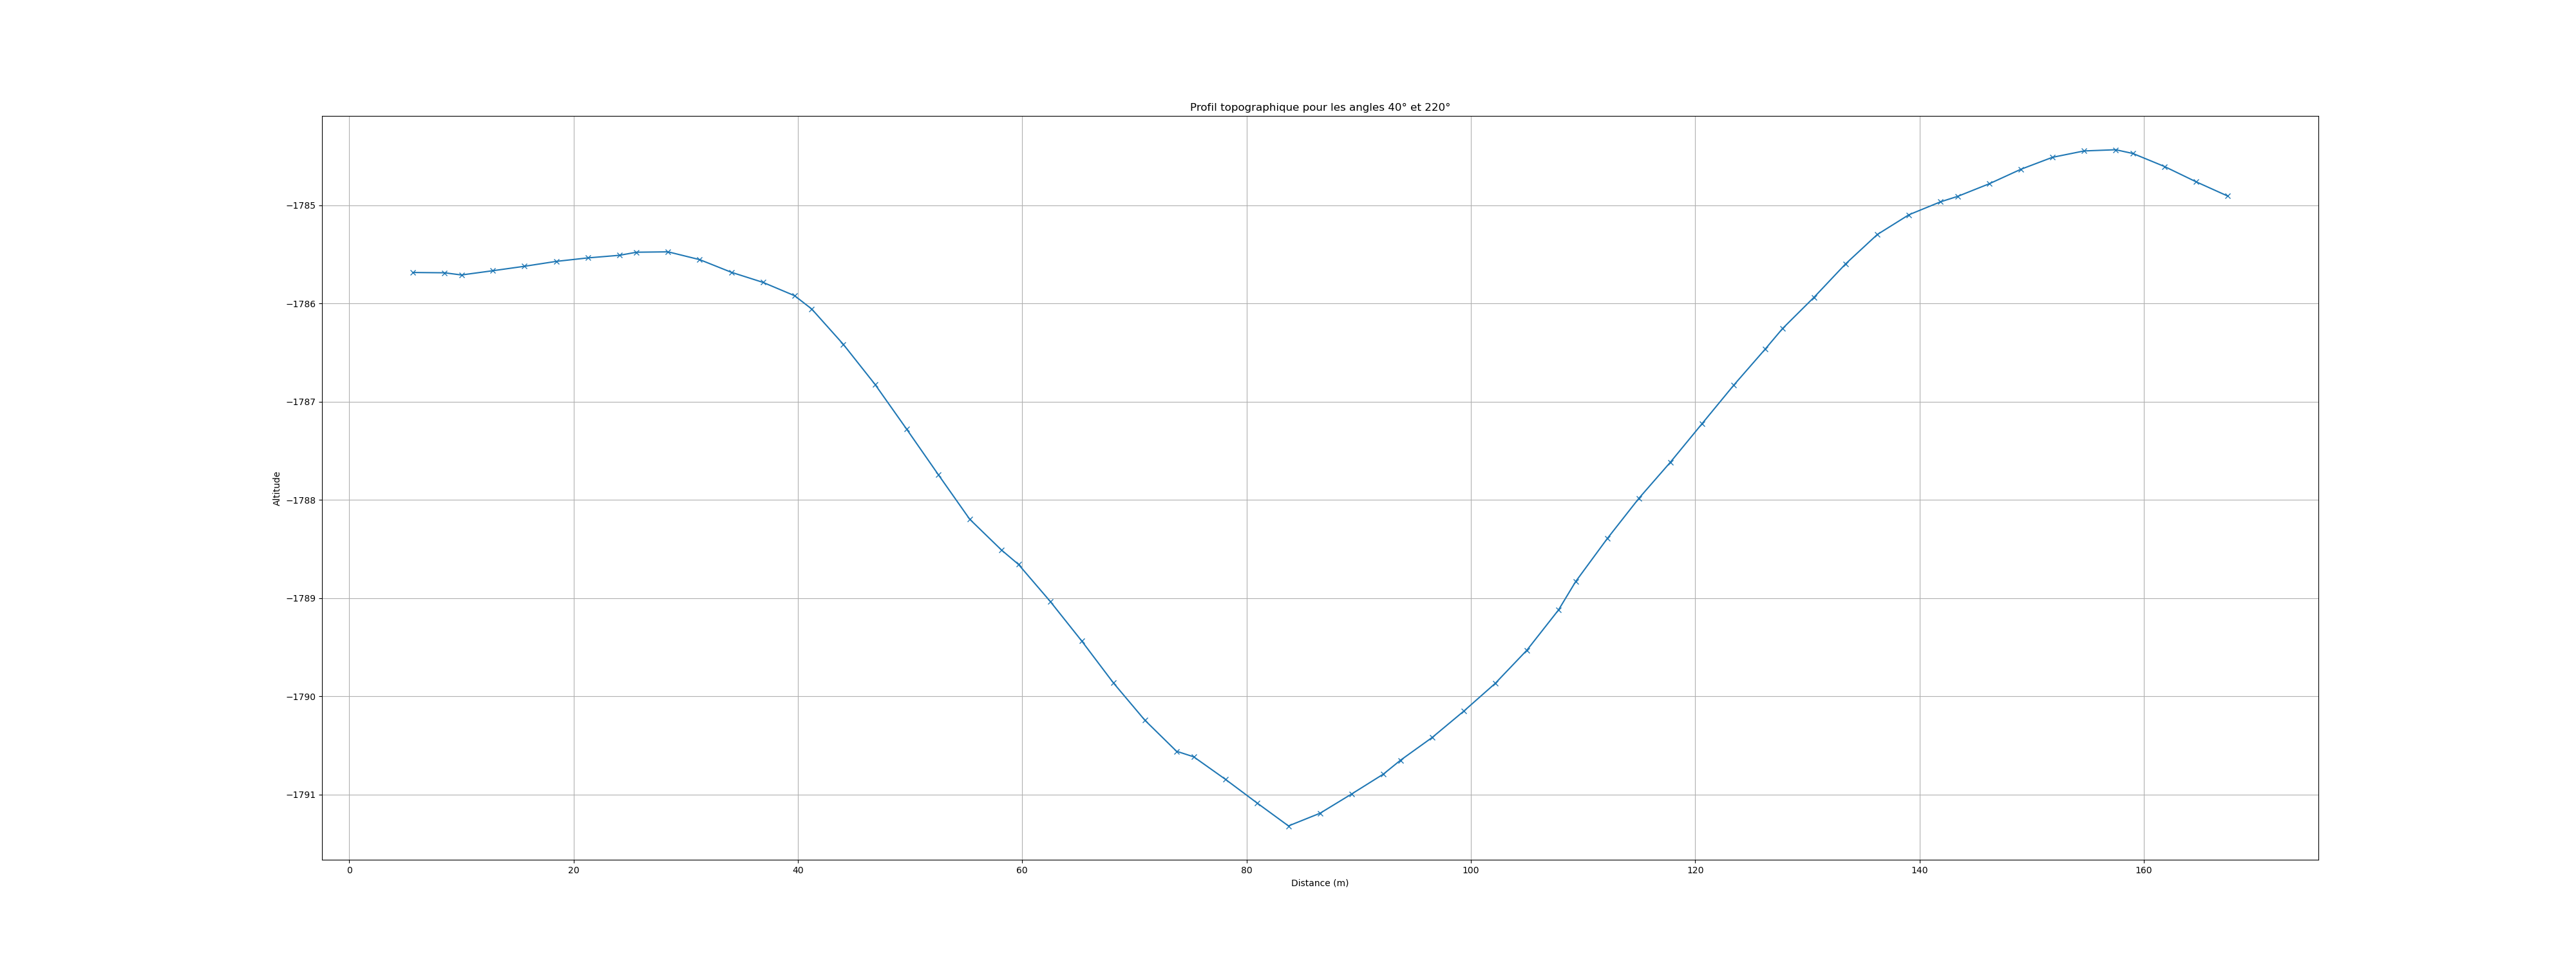 Profil topographique pour les angles 40° et 220°
Altitude
−1785
−1786
−1787
−1788
−1789
−1790
−1791
0 20 40 60 80 100 120 140 160
Distance (m)